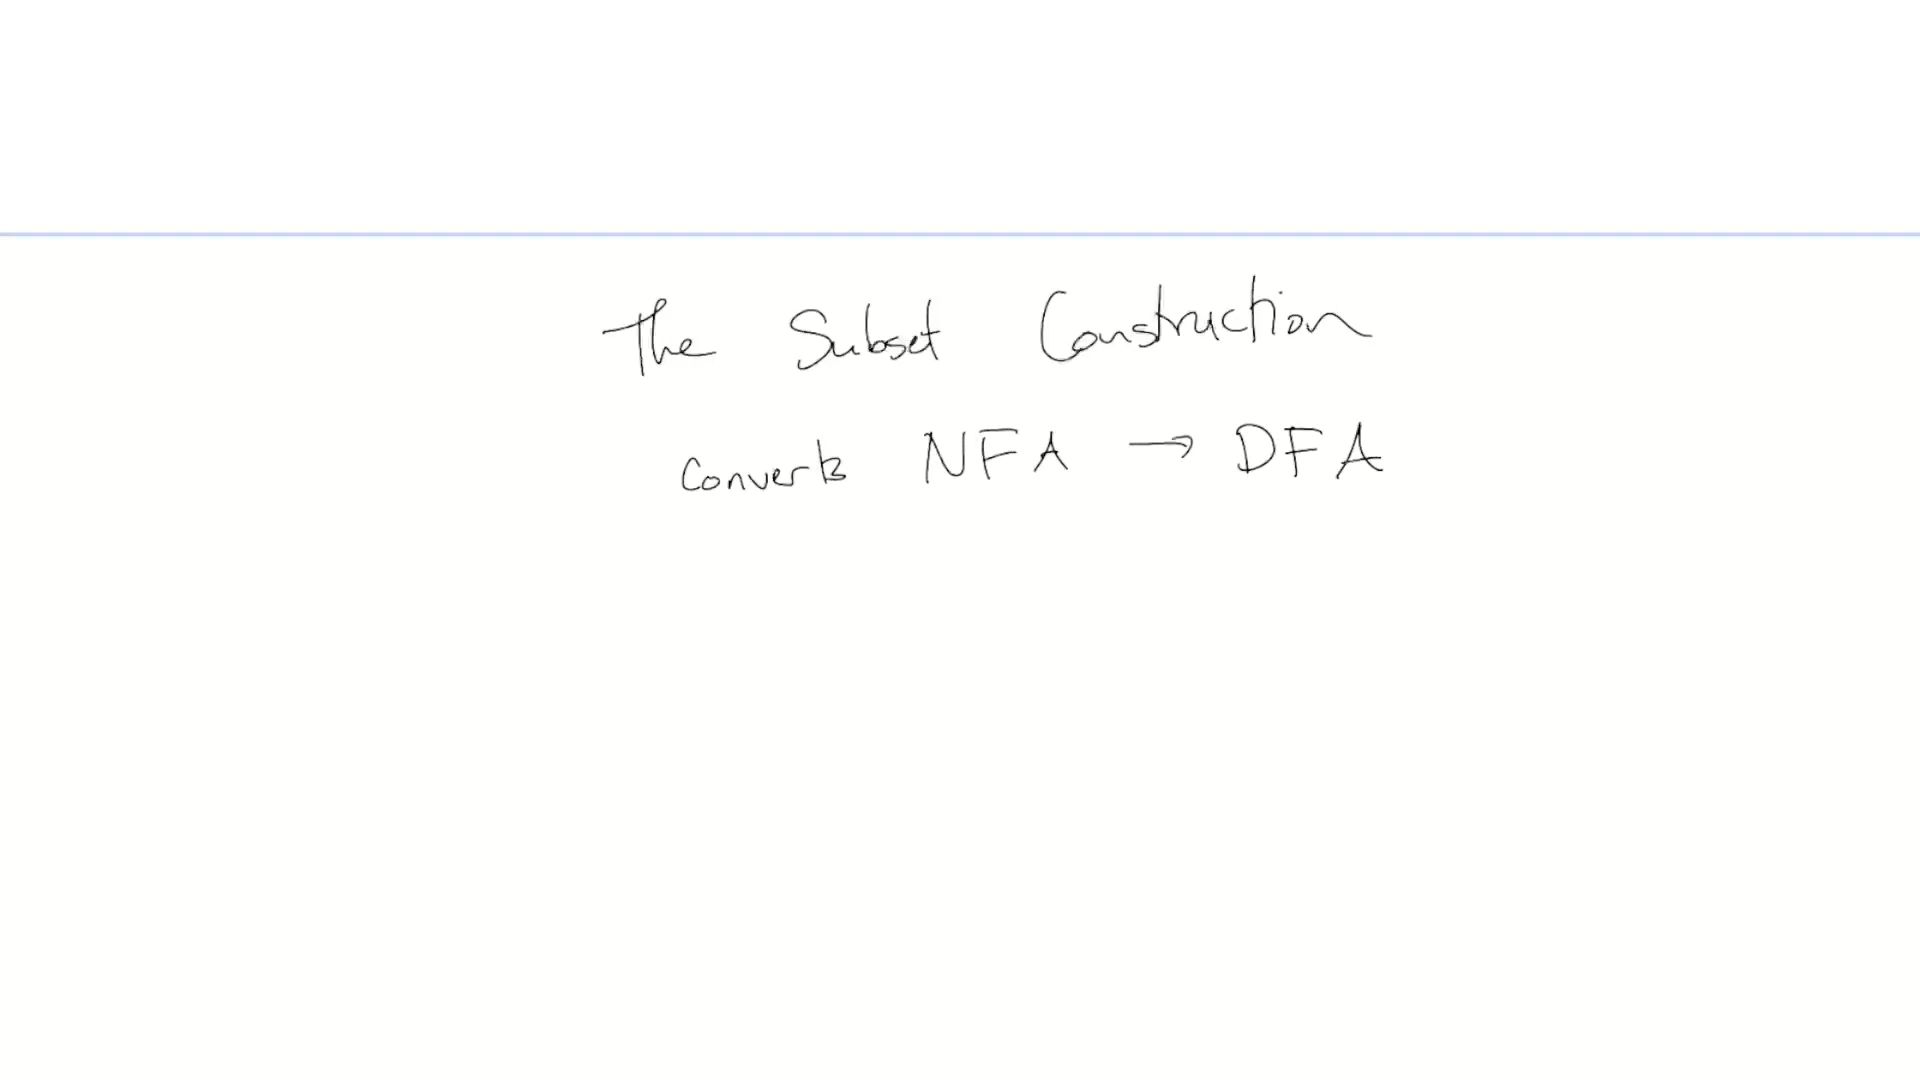 The Subset Construction
Converts NFA → DFA